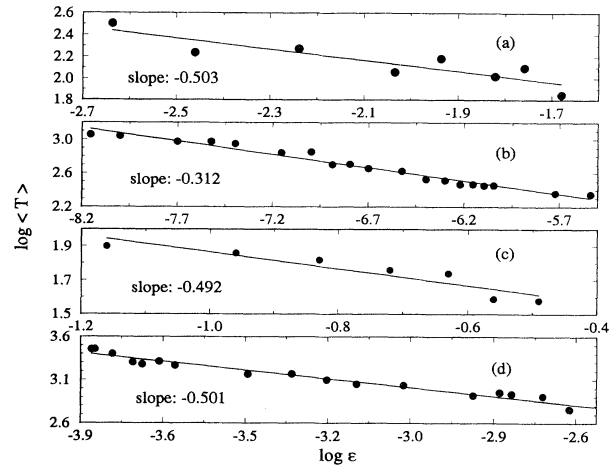 2.6
2.4
2.2
2.0
1.8
(a)
slope: -0.503
-2.7 -2.5 -2.3 -2.1 -1.9 -1.7
3.0
2.6
2.2
(b)
slope: -0.312
-8.2 -7.7 -7.2 -6.7 -6.2 -5.7
log < T >
1.9
1.7
1.5
(c)
slope: -0.492
-1.2 -1.0 -0.8 -0.6 -0.4
3.6
3.1
2.6
(d)
slope: -0.501
-3.9 -3.6 -3.5 -3.2 -3.0 -2.9 -2.6
log ε